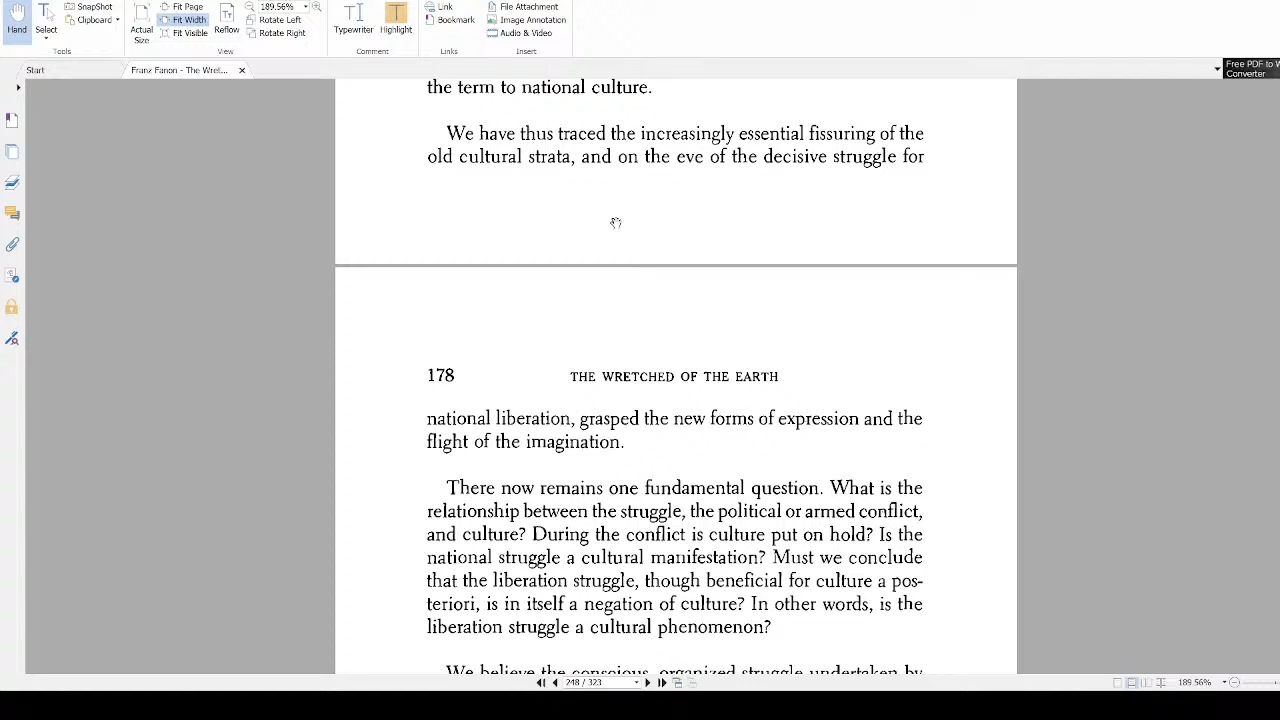 SnapShot
Fit Page
189.56%
Link
File Attachment
Clipboard
Fit Width
Rotate Left
Bookmark
Image Annotation
Hand
Select
Actual Size
Fit Visible
Reflow
Rotate Right
Typewriter
Highlight
Audio & Video
Tools
View
Comment
Links
Insert
Start
Franz Fanon - The Wret...
Free PDF to W
Converter
the term to national culture.
We have thus traced the increasingly essential fissuring of the
old cultural strata, and on the eve of the decisive struggle for
178
THE WRETCHED OF THE EARTH
national liberation, grasped the new forms of expression and the
flight of the imagination.
There now remains one fundamental question. What is the
relationship between the struggle, the political or armed conflict,
and culture? During the conflict is culture put on hold? Is the
national struggle a cultural manifestation? Must we conclude
that the liberation struggle, though beneficial for culture a pos-
teriori, is in itself a negation of culture? In other words, is the
liberation struggle a cultural phenomenon?
We believe the conscious, organized struggle undertaken by
248 / 323
189.56%